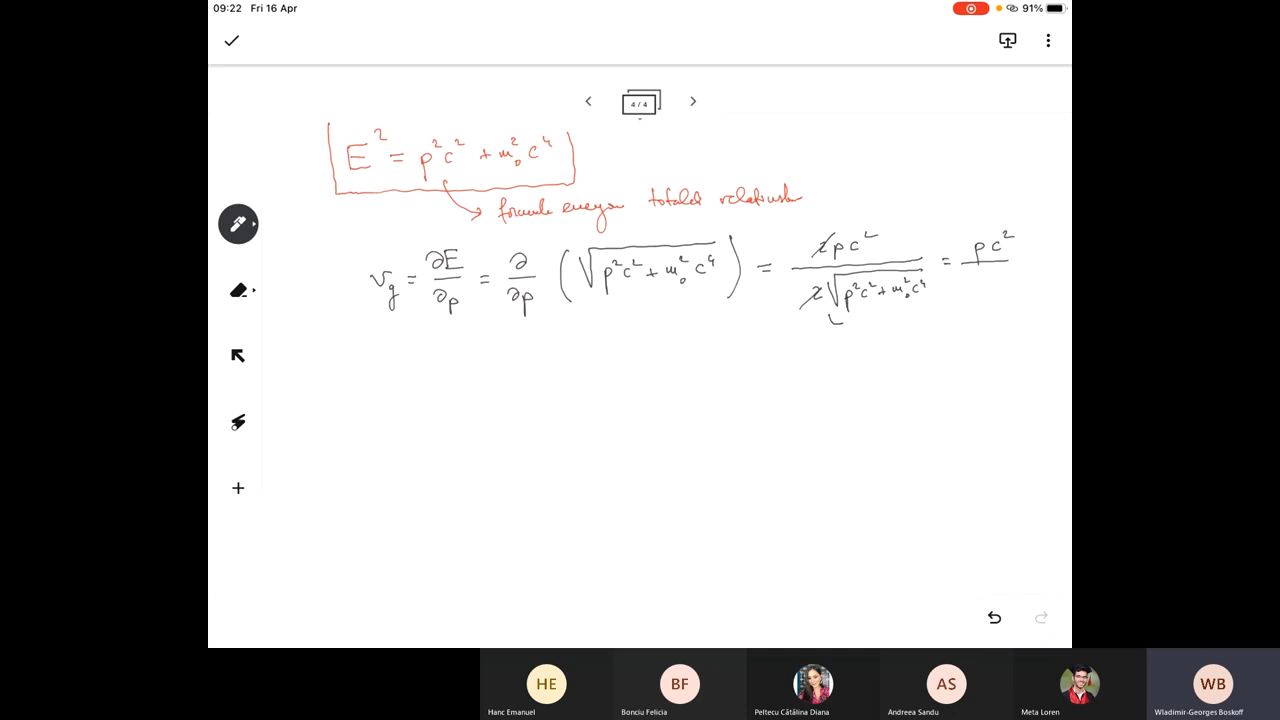 09:22 Fri 16 Apr 91%
4 / 4
E² = p²c² + m₀²c⁴
formula energiei totale relativiste
v_g = ∂E/∂p = ∂/∂p (√(p²c² + m₀²c⁴)) = 2pc² / 2√(p²c² + m₀²c⁴) = pc²
HE BF AS WB
Hanc Emanuel Bonciu Felicia Peltecu Cătălina Diana Andreea Sandu Meta Loren Wladimir-Georges Boskoff